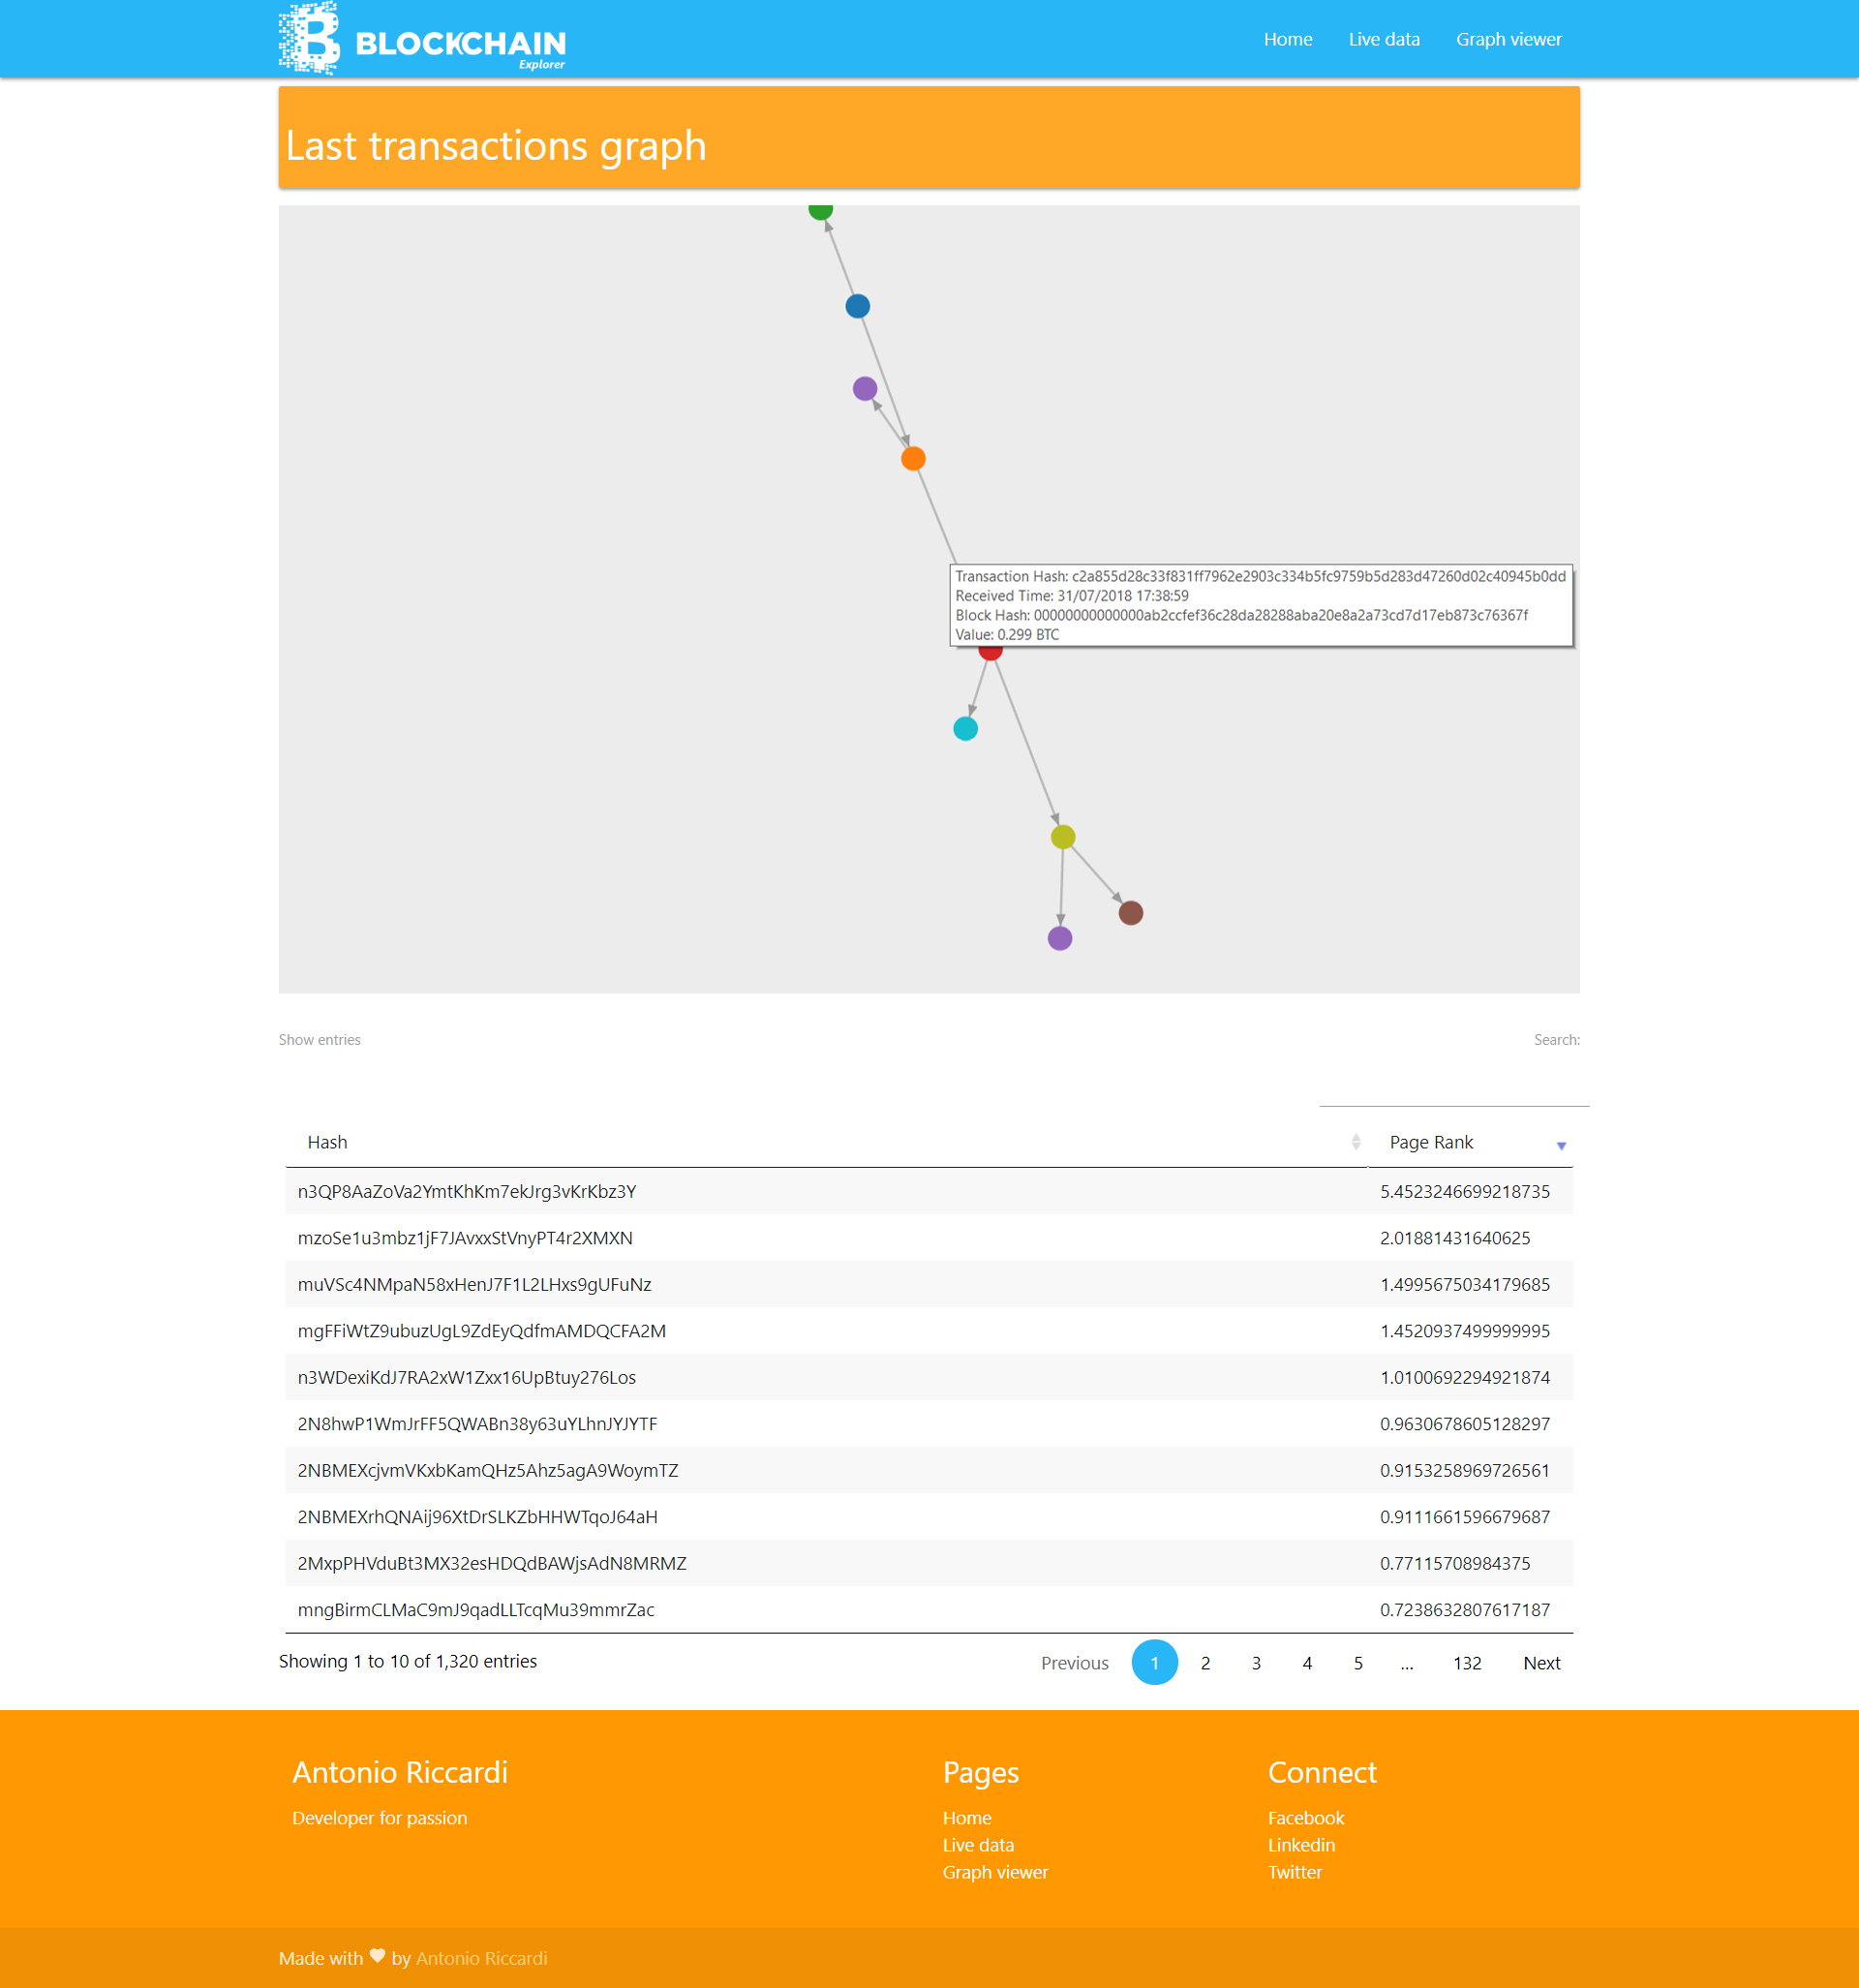 BLOCKCHAIN
Explorer
Home Live data Graph viewer
Last transactions graph
Transaction Hash: c2a855d28c33f831ff7962e2903c334b5fc9759b5d283d47260d02c40945b0dd
Received Time: 31/07/2018 17:38:59
Block Hash: 00000000000000ab2ccfef36c28da28288aba20e8a2a73cd7d17eb873c76367f
Value: 0.299 BTC
Show entries Search:
Hash Page Rank
n3QP8AaZoVa2YmtKhKm7ekJrg3vKrKbz3Y 5.4523246699218735
mzoSe1u3mbz1jF7JAvxxStVnyPT4r2XMXN 2.01881431640625
muVSc4NMpaN58xHenJ7F1L2LHxs9gUFuNz 1.4995675034179685
mgFFiWtZ9ubuzUgL9ZdEyQdfmAMDQCFA2M 1.4520937499999995
n3WDexiKdJ7RA2xW1Zxx16UpBtuy276Los 1.0100692294921874
2N8hwP1WmJrFF5QWABn38y63uYLhnJYJYTF 0.9630678605128297
2NBMEXcjvmVKxbKamQHz5Ahz5agA9WoymTZ 0.9153258969726561
2NBMEXrhQNAij96XtDrSLKZbHHWTqoJ64aH 0.9111661596679687
2MxpPHVduBt3MX32esHDQdBAWjsAdN8MRMZ 0.77115708984375
mngBirmCLMaC9mJ9qadLLTcqMu39mmrZac 0.7238632807617187
Showing 1 to 10 of 1,320 entries Previous 1 2 3 4 5 … 132 Next
Antonio Riccardi Pages Connect
Developer for passion Home Facebook
Live data Linkedin
Graph viewer Twitter
Made with ♥ by Antonio Riccardi